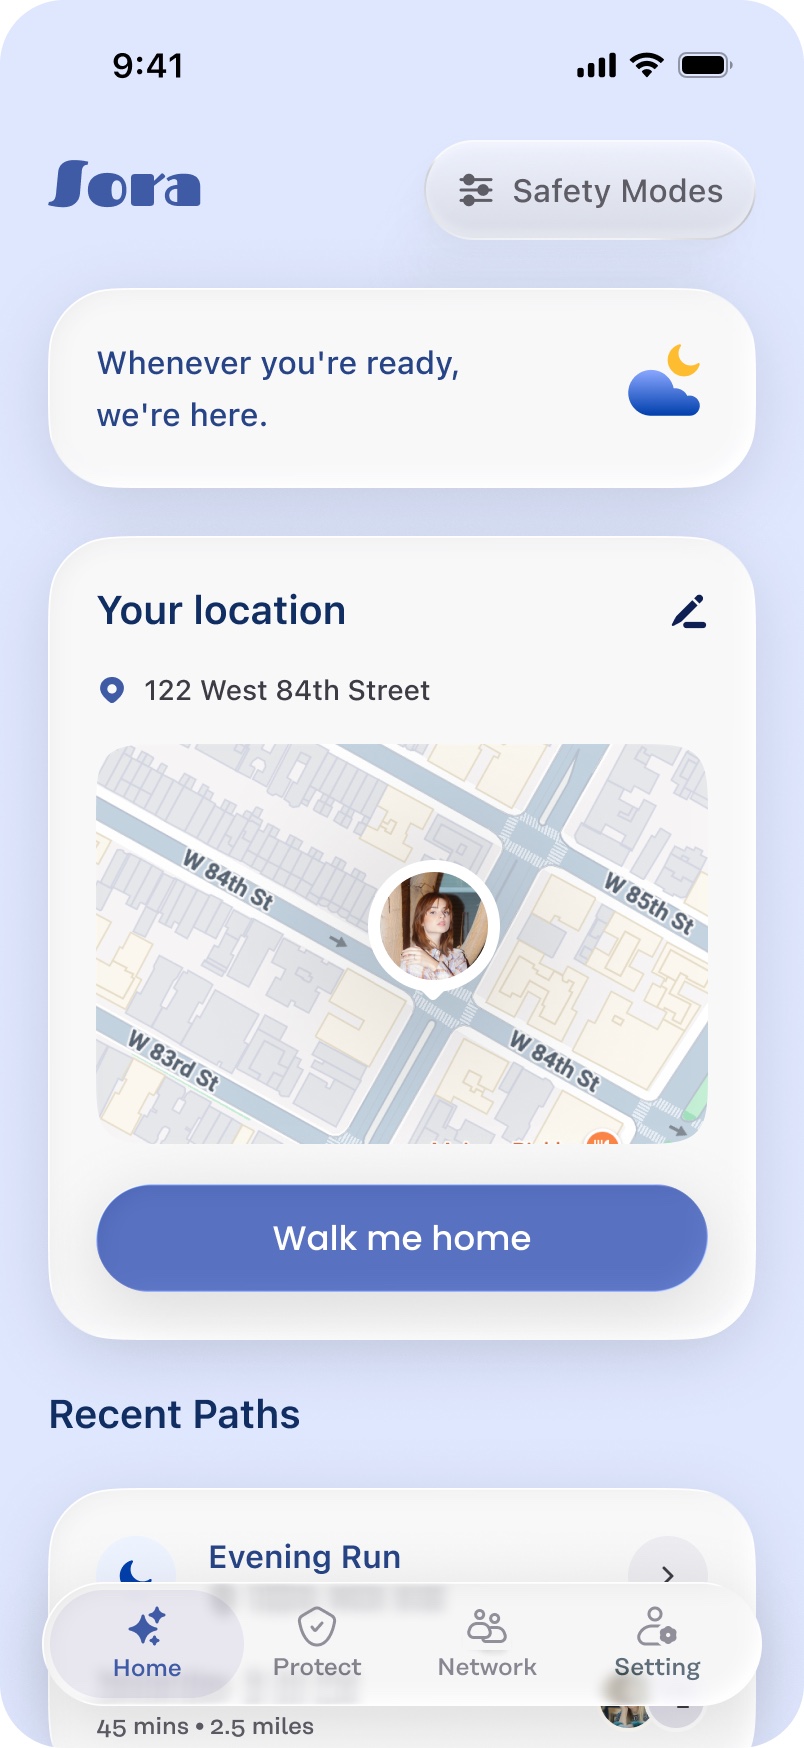 9:41
Sora
Safety Modes
Whenever you're ready,
we're here.
Your location
122 West 84th Street
W 84th St
W 85th St
W 83rd St
W 84th St
Walk me home
Recent Paths
Evening Run
Home
Protect
Network
Setting
45 mins • 2.5 miles